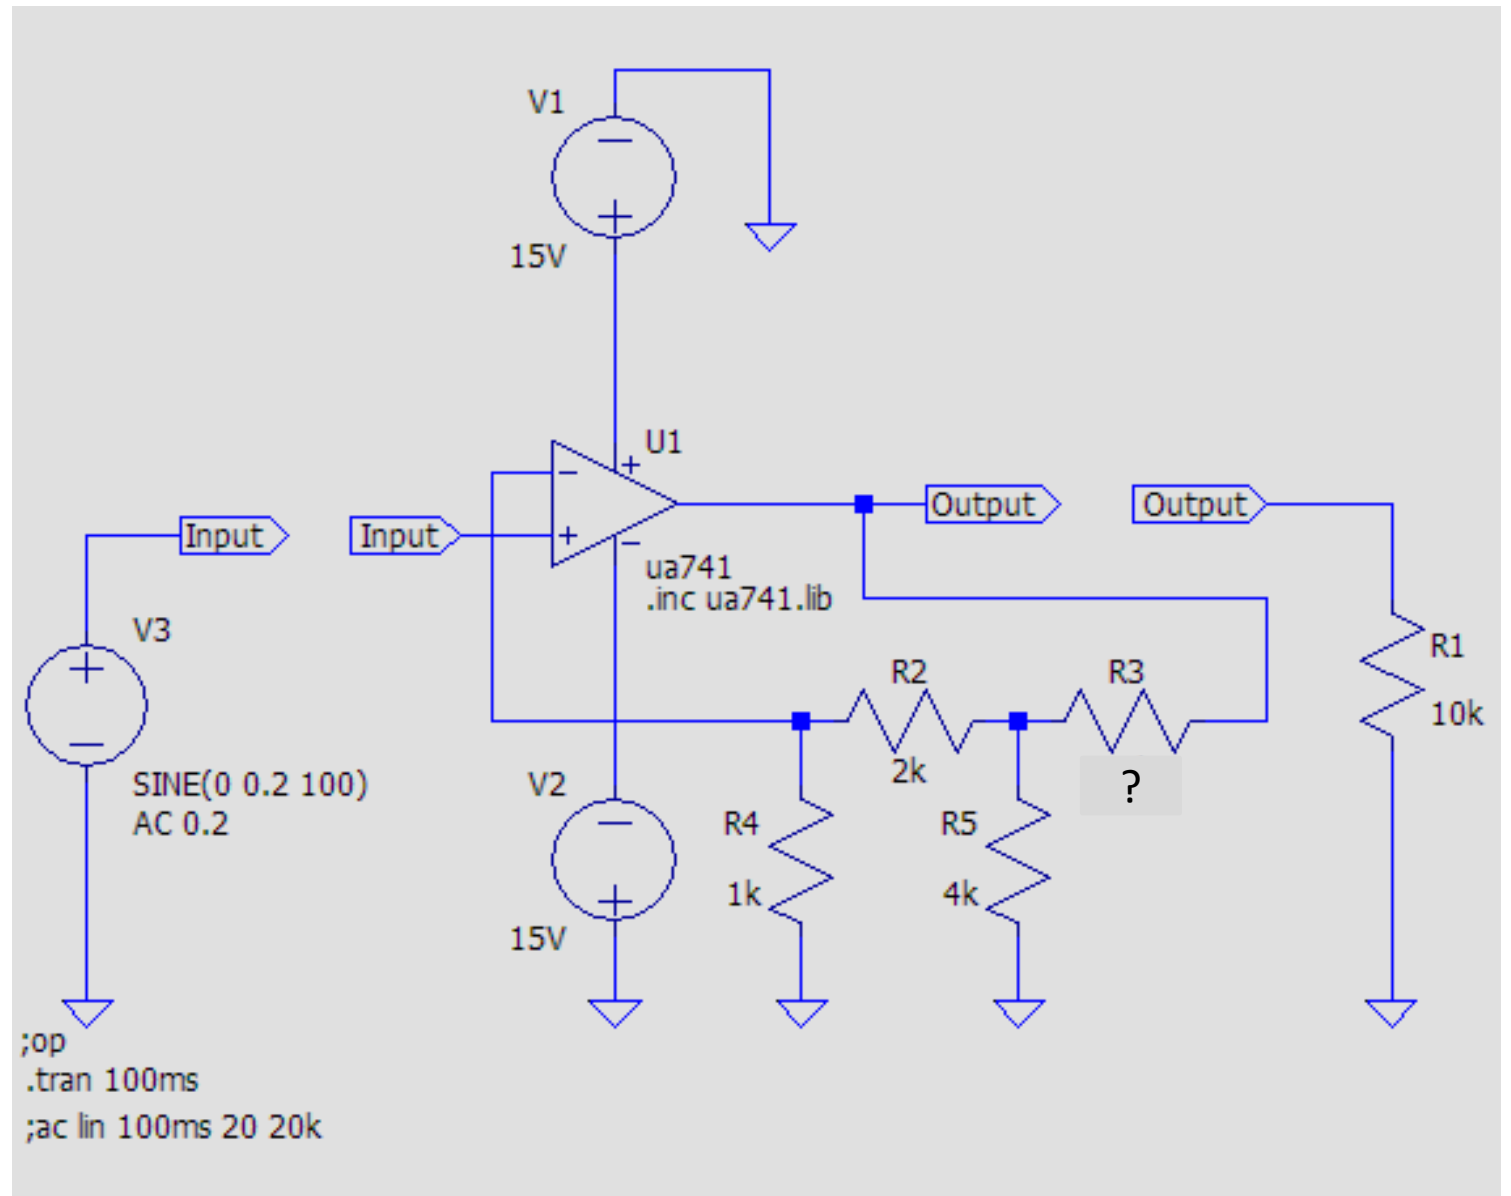 V1
15V
U1
Output
Output
Input
Input
ua741
.inc ua741.lib
V3
R1
R2
R3
10k
2k
?
SINE(0 0.2 100)
AC 0.2
V2
R4
R5
1k
4k
15V
;op
.tran 100ms
;ac lin 100ms 20 20k